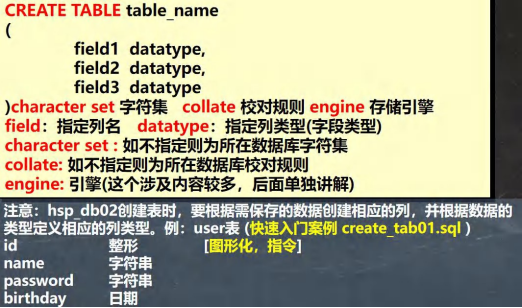 CREATE TABLE table_name
(
field1 datatype,
field2 datatype,
field3 datatype
)character set 字符集 collate 校对规则 engine 存储引擎
field：指定列名 datatype：指定列类型(字段类型)
character set : 如不指定则为所在数据库字符集
collate: 如不指定则为所在数据库校对规则
engine: 引擎(这个涉及内容较多，后面单独讲解)
注意：hsp_db02创建表时，要根据需保存的数据创建相应的列，并根据数据的
类型定义相应的列类型。例：user表 (快速入门案例 create_tab01.sql )
id 整形 [图形化，指令]
name 字符串
password 字符串
birthday 日期